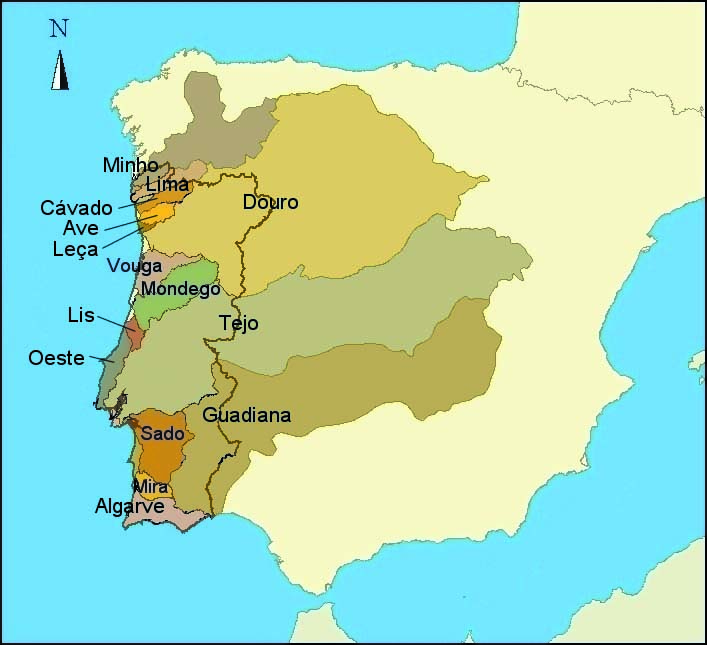 N
Minho
Lima
Cávado
Douro
Ave
Leça
Vouga
Mondego
Lis
Tejo
Oeste
Guadiana
Sado
Mira
Algarve